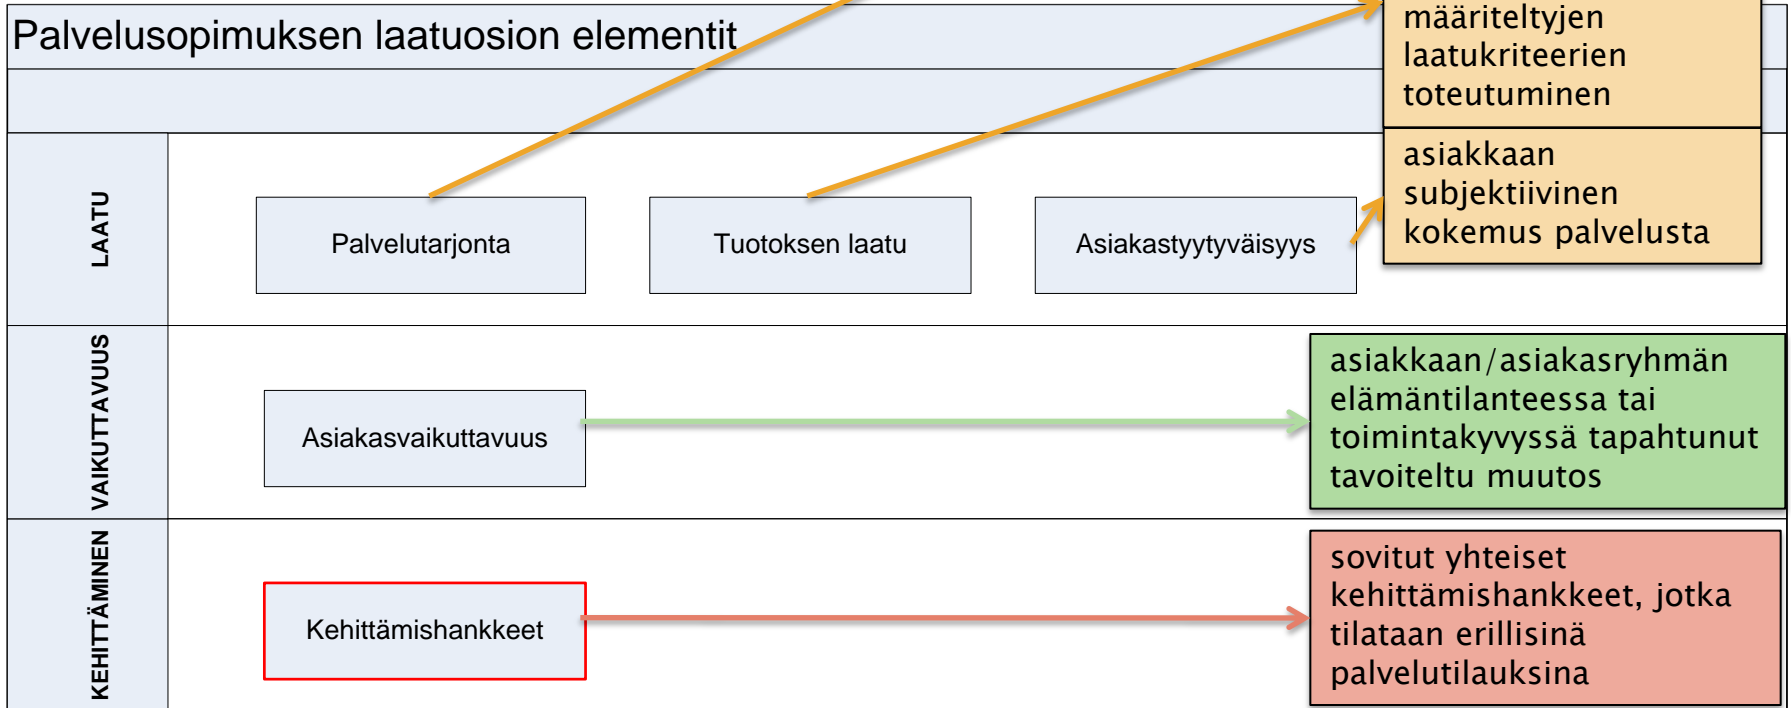 Palvelusopimuksen laatuosion elementit
määriteltyjen
laatukriteerien
toteutuminen
LAATU
Palvelutarjonta
Tuotoksen laatu
Asiakastyytyväisyys
asiakkaan
subjektiivinen
kokemus palvelusta
VAIKUTTAVUUS
Asiakasvaikuttavuus
asiakkaan/asiakasryhmän
elämäntilanteessa tai
toimintakyvyssä tapahtunut
tavoiteltu muutos
KEHITTÄMINEN
Kehittämishankkeet
sovitut yhteiset
kehittämishankkeet, jotka
tilataan erillisinä
palvelutilauksina